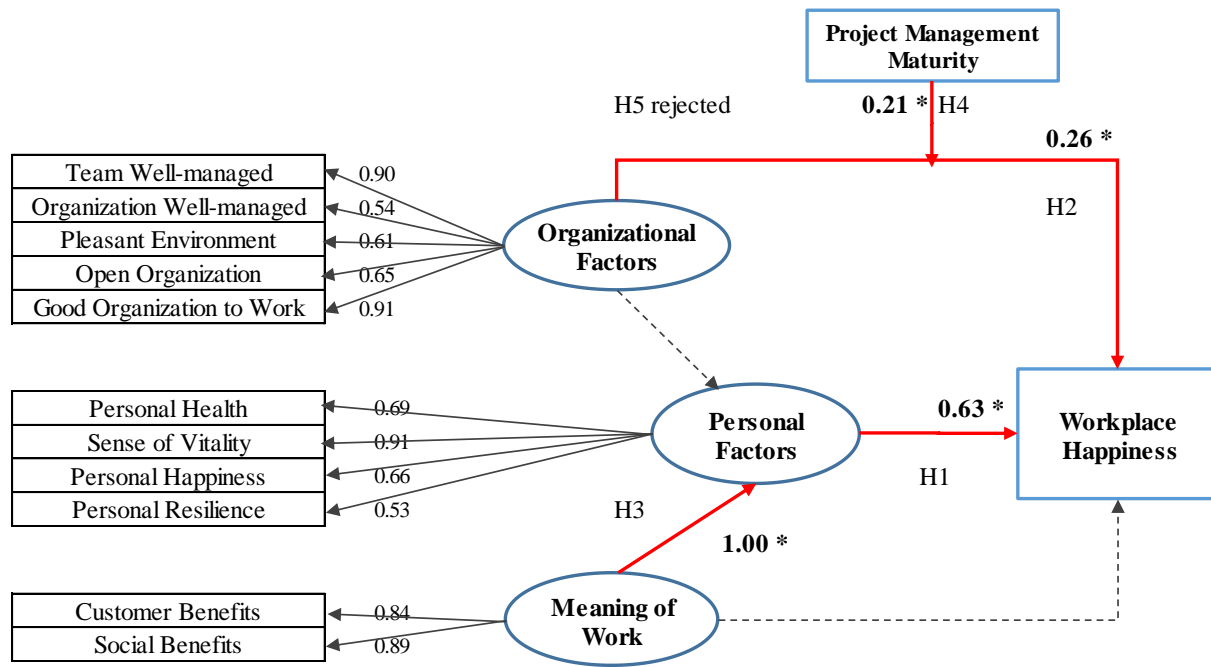 Project Management
Maturity
H5 rejected
0.21 *
H4
0.26 *
H2
Team Well-managed
Organization Well-managed
Pleasant Environment
Open Organization
Good Organization to Work
0.90
0.54
0.61
0.65
0.91
Organizational
Factors
Personal Health
Sense of Vitality
Personal Happiness
Personal Resilience
0.69
0.91
0.66
0.53
Personal
Factors
0.63 *
H1
Workplace
Happiness
H3
1.00 *
Customer Benefits
Social Benefits
0.84
0.89
Meaning of
Work